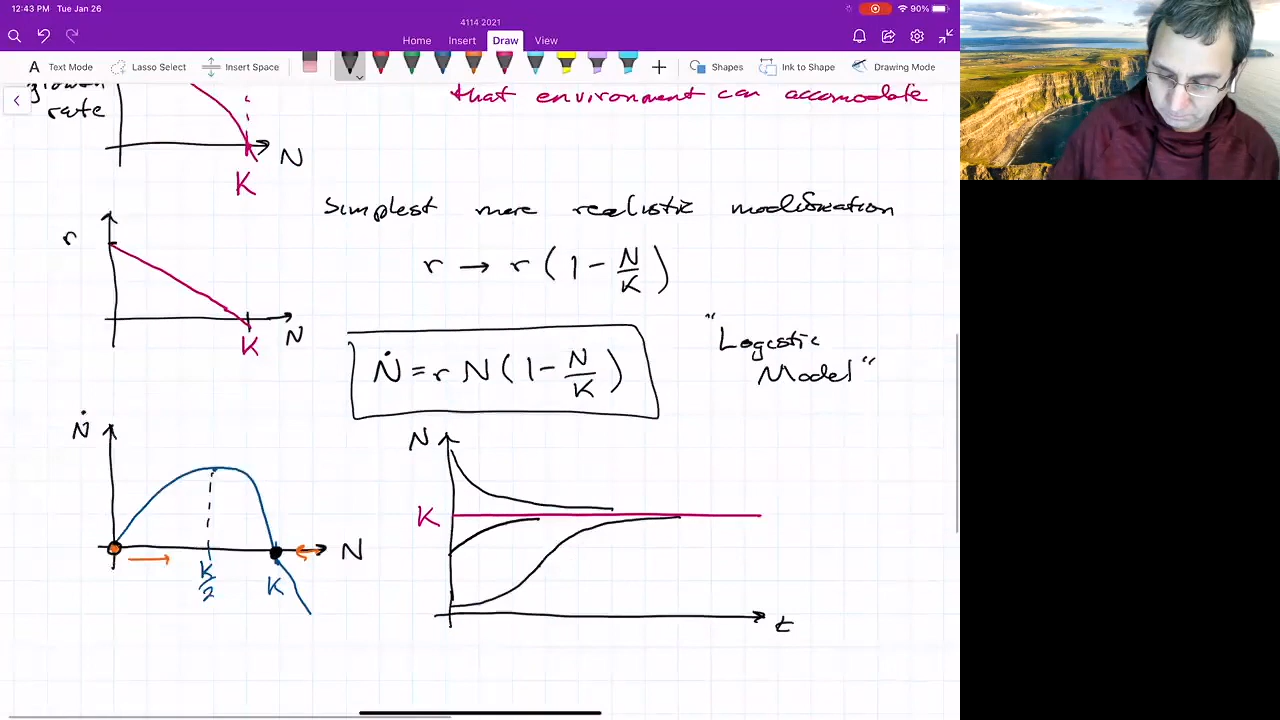 12:43 PM Tue Jan 26
90%
4114 2021
Home Insert Draw View
A Text Mode Lasso Select Insert Space Shapes Ink to Shape Drawing Mode
growth
rate
that environment can accomodate
N
K
simplest more realistic modification
r
r → r ( 1 - N/K )
N
K
Ṅ = r N ( 1 - N/K )
"Logestic
Model"
Ṅ
N
K/2
K
N
K
t